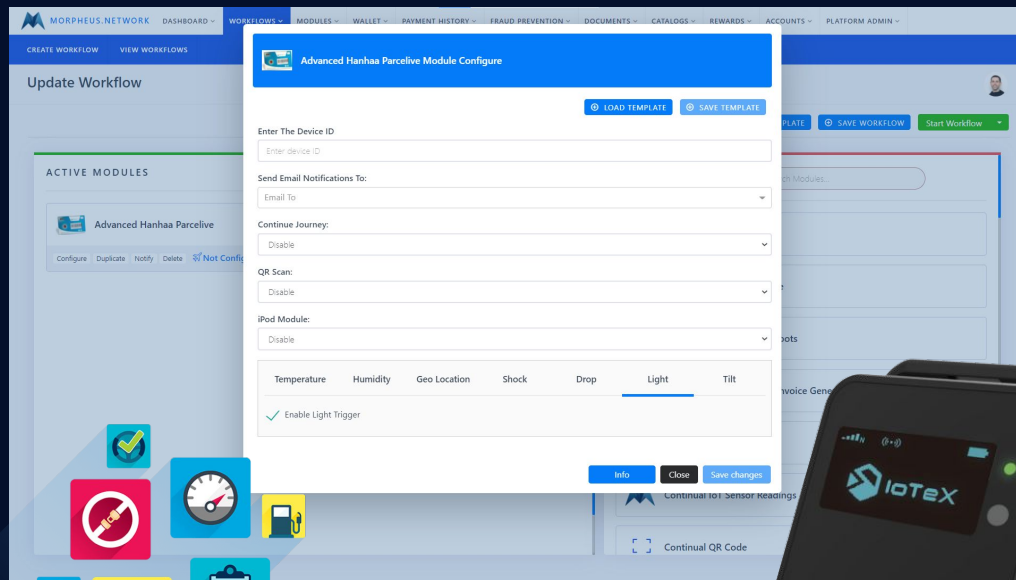 MORPHEUS.NETWORK DASHBOARD WORKFLOWS MODULES WALLET PAYMENT HISTORY FRAUD PREVENTION DOCUMENTS CATALOGS REWARDS ACCOUNTS PLATFORM ADMIN
CREATE WORKFLOW VIEW WORKFLOWS
Update Workflow
Advanced Hanhaa Parcelive Module Configure
LOAD TEMPLATE SAVE TEMPLATE
SAVE WORKFLOW Start Workflow
Enter The Device ID
Enter device ID
Send Email Notifications To:
Email To
Continue Journey:
Disable
QR Scan:
Disable
iPod Module:
Disable
Temperature Humidity Geo Location Shock Drop Light Tilt
Enable Light Trigger
Info Close Save changes
ACTIVE MODULES
Advanced Hanhaa Parcelive
Configure Duplicate Notify Delete Not
Modules...
Continual IoT Sensor Readings
Continual QR Code
IoTeX